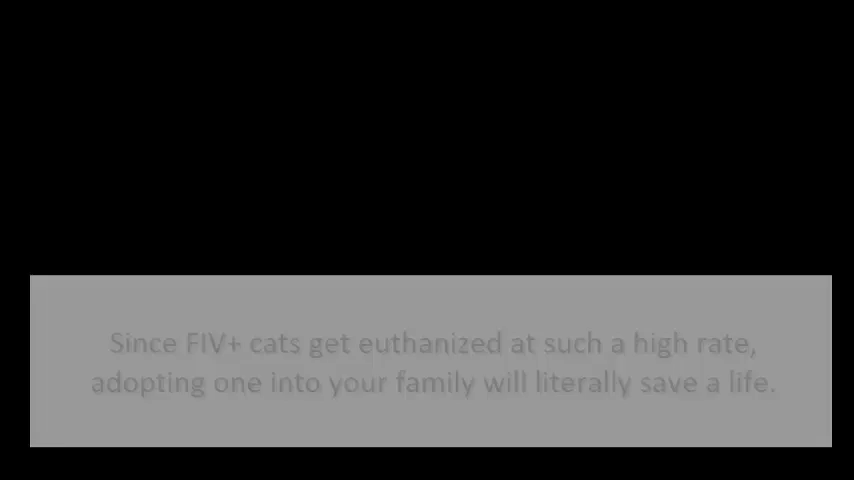 Since FIV+ cats get euthanized at such a high rate,
adopting one into your family will literally save a life.